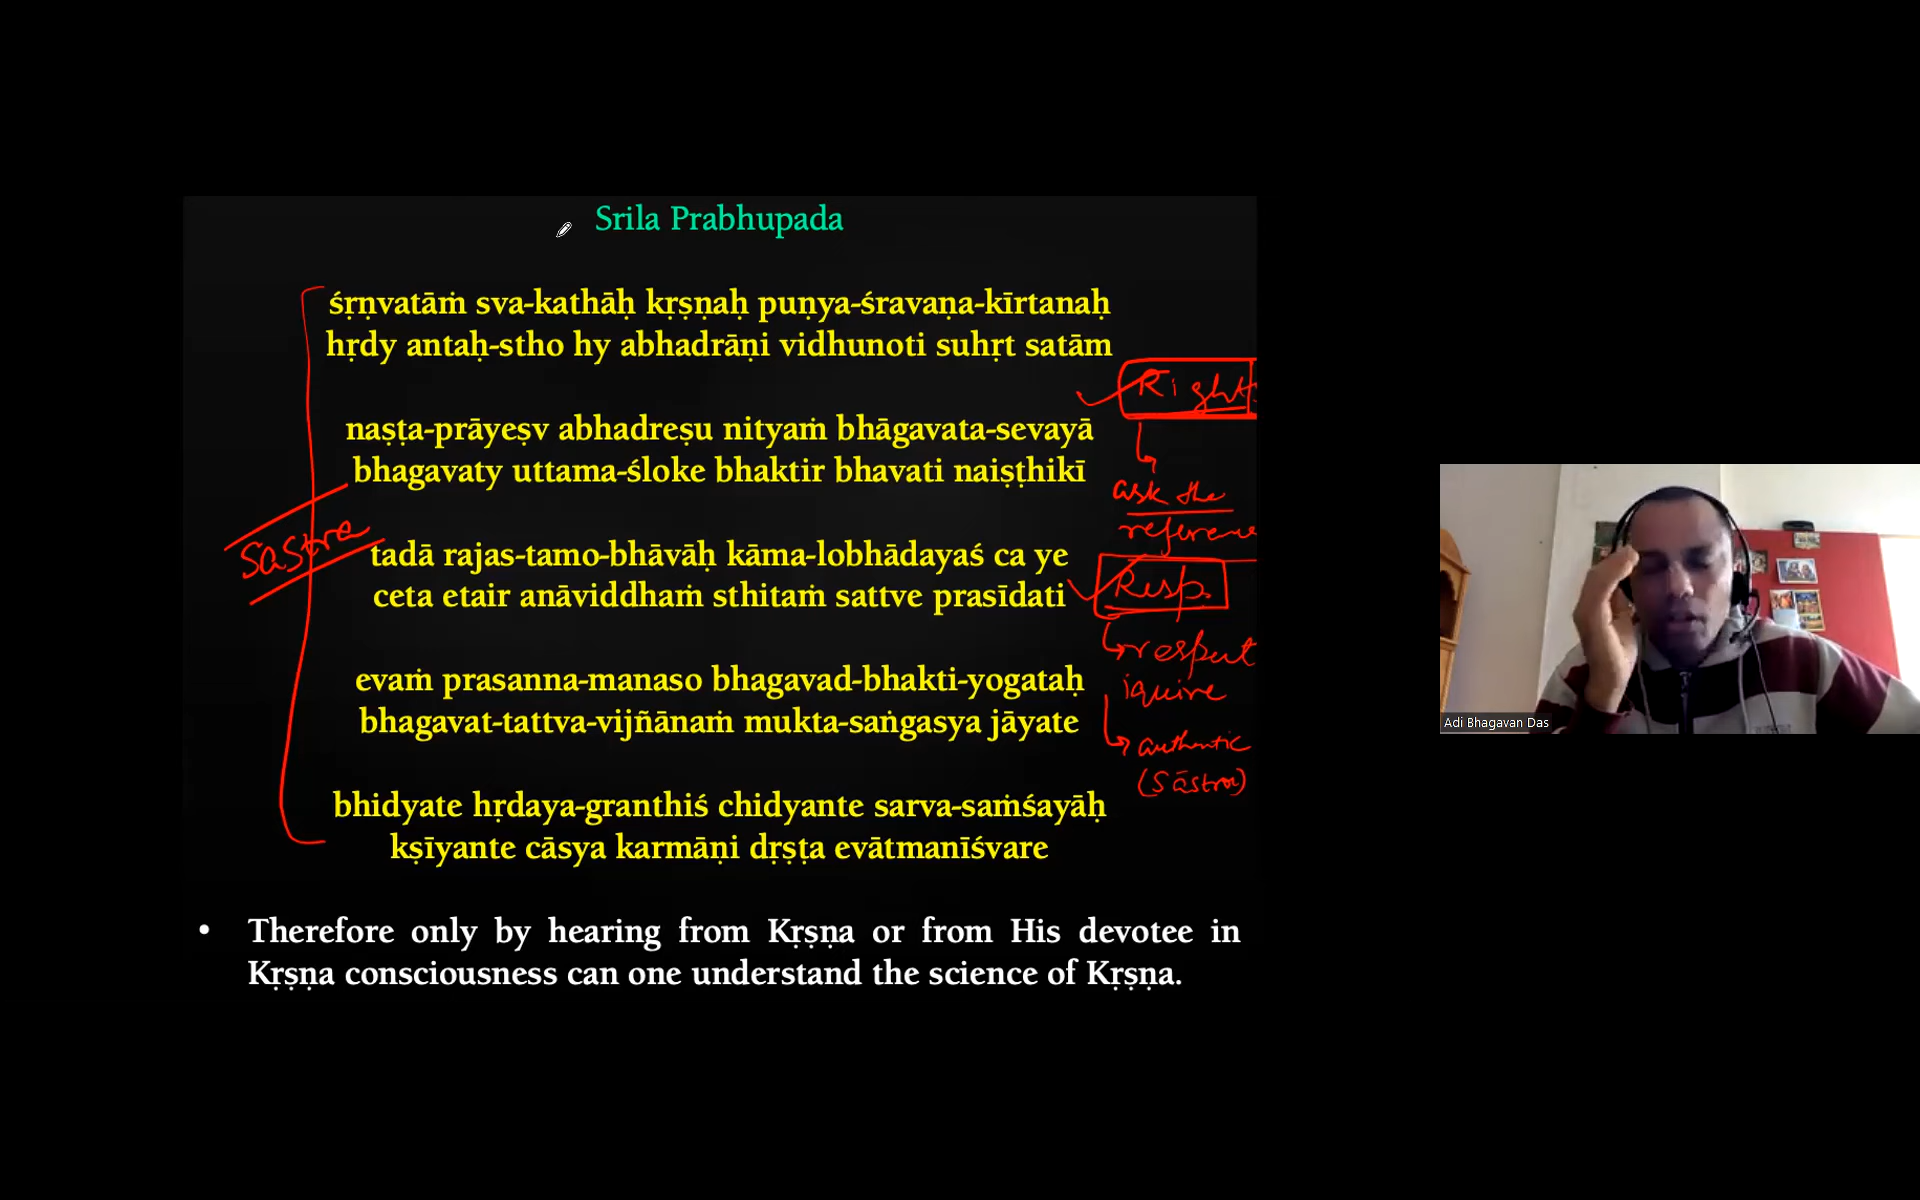 Srila Prabhupada
śṛṇvatāṁ sva-kathāḥ kṛṣṇaḥ puṇya-śravaṇa-kīrtanaḥ
hṛdy antaḥ-stho hy abhadrāṇi vidhunoti suhṛt satām
naṣṭa-prāyeṣv abhadreṣu nityaṁ bhāgavata-sevayā
bhagavaty uttama-śloke bhaktir bhavati naiṣṭhikī
tadā rajas-tamo-bhāvāḥ kāma-lobhādayaś ca ye
ceta etair anāviddhaṁ sthitaṁ sattve prasīdati
evaṁ prasanna-manaso bhagavad-bhakti-yogataḥ
bhagavat-tattva-vijñānaṁ mukta-saṅgasya jāyate
bhidyate hṛdaya-granthiś chidyante sarva-saṁśayāḥ
kṣīyante cāsya karmāṇi dṛṣṭa evātmanīśvare
• Therefore only by hearing from Kṛṣṇa or from His devotee in
Kṛṣṇa consciousness can one understand the science of Kṛṣṇa.
Sastra
Right
ask the
reference
Resp.
respect
iquire
authentic
(Sāstra)
Adi Bhagavan Das